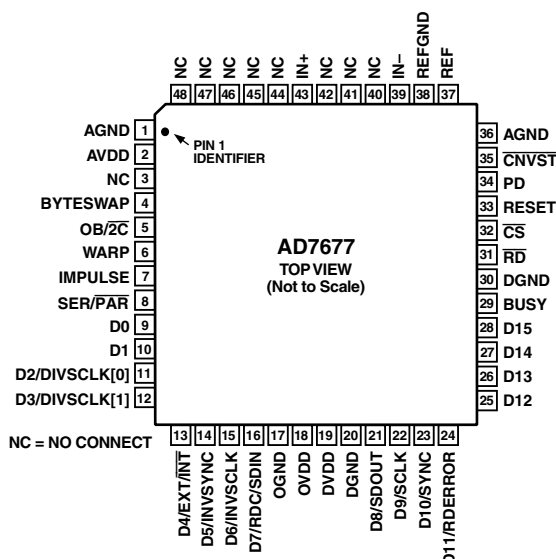 NC
NC
NC
NC
NC
IN+
NC
NC
NC
IN–
REFGND
REF
48 47 46 45 44 43 42 41 40 39 38 37
AGND 1
AVDD 2
NC 3
BYTESWAP 4
OB/2C 5
WARP 6
IMPULSE 7
SER/PAR 8
D0 9
D1 10
D2/DIVSCLK[0] 11
D3/DIVSCLK[1] 12
PIN 1
IDENTIFIER
AD7677
TOP VIEW
(Not to Scale)
36 AGND
35 CNVST
34 PD
33 RESET
32 CS
31 RD
30 DGND
29 BUSY
28 D15
27 D14
26 D13
25 D12
NC = NO CONNECT
13 14 15 16 17 18 19 20 21 22 23 24
D4/EXT/INT
D5/INVSYNC
D6/INVSCLK
D7/RDC/SDIN
OGND
OVDD
DVDD
DGND
D8/SDOUT
D9/SCLK
D10/SYNC
D11/RDERROR